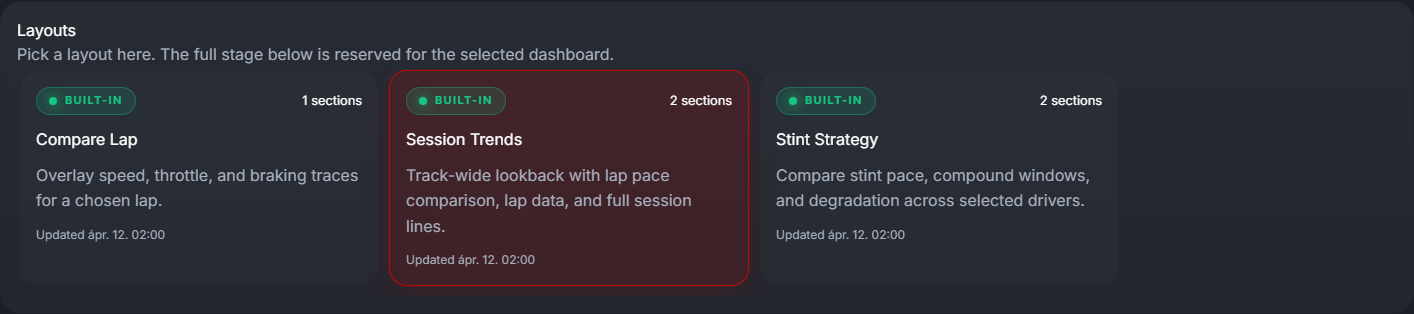 Layouts
Pick a layout here. The full stage below is reserved for the selected dashboard.
BUILT-IN
1 sections
Compare Lap
Overlay speed, throttle, and braking traces
for a chosen lap.
Updated ápr. 12. 02:00
BUILT-IN
2 sections
Session Trends
Track-wide lookback with lap pace
comparison, lap data, and full session
lines.
Updated ápr. 12. 02:00
BUILT-IN
2 sections
Stint Strategy
Compare stint pace, compound windows,
and degradation across selected drivers.
Updated ápr. 12. 02:00